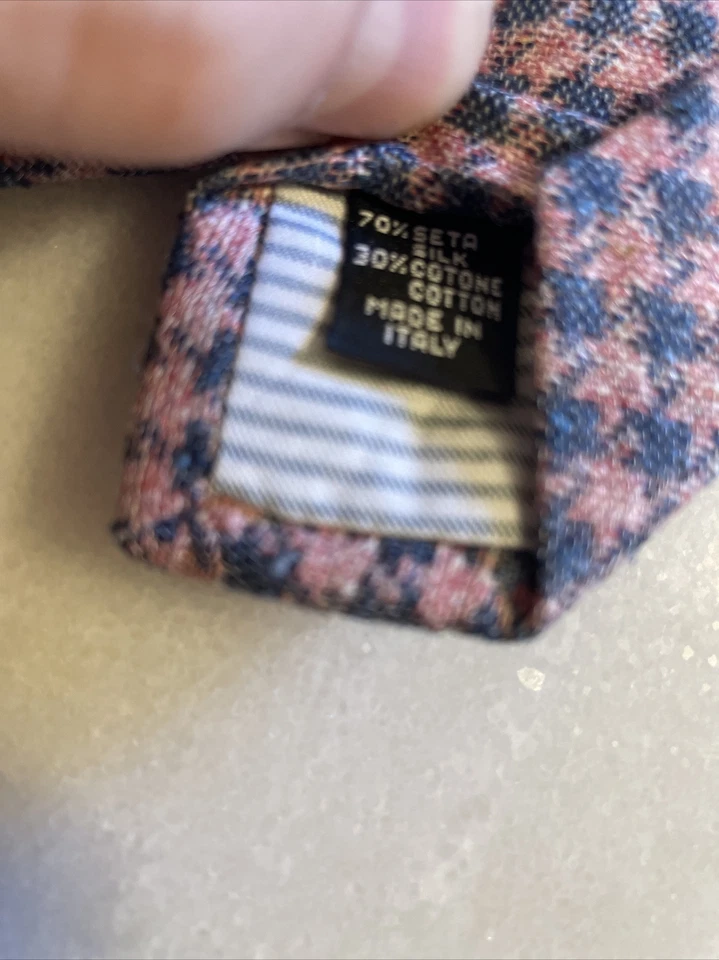 70% SETA
SILK
30% COTONE
COTTON
MADE IN
ITALY